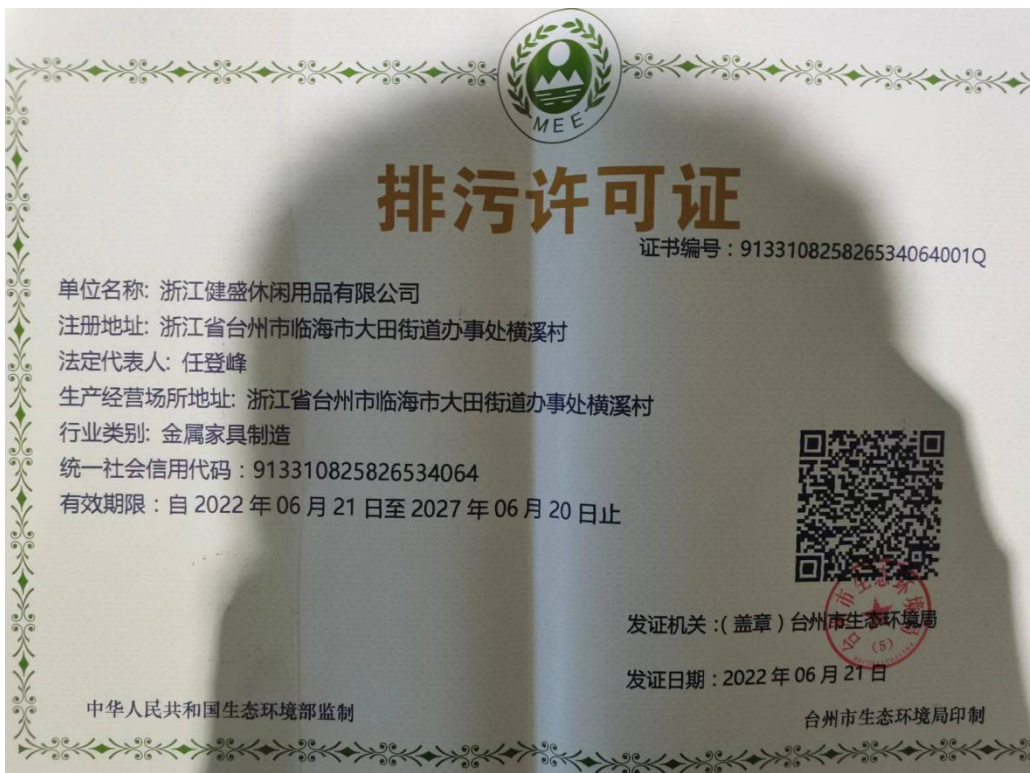 MEE
排污许可证
证书编号：913310825826534064001Q
单位名称: 浙江健盛休闲用品有限公司
注册地址: 浙江省台州市临海市大田街道办事处横溪村
法定代表人: 任登峰
生产经营场所地址: 浙江省台州市临海市大田街道办事处横溪村
行业类别: 金属家具制造
统一社会信用代码：913310825826534064
有效期限：自 2022 年 06 月 21 日至 2027 年 06 月 20 日止
台州市生态环境局
(5)
发证机关：( 盖章 ) 台州市生态环境局
发证日期：2022 年 06 月 21 日
中华人民共和国生态环境部监制
台州市生态环境局印制